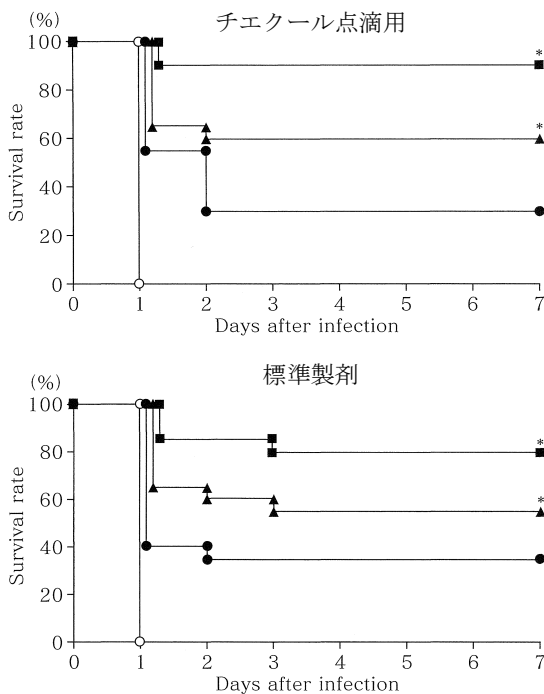 チエクール点滴用
(%)
100
80
60
40
20
0
Survival rate
*
*
0 1 2 3 4 5 6 7
Days after infection
標準製剤
(%)
100
80
60
40
20
0
Survival rate
*
*
0 1 2 3 4 5 6 7
Days after infection